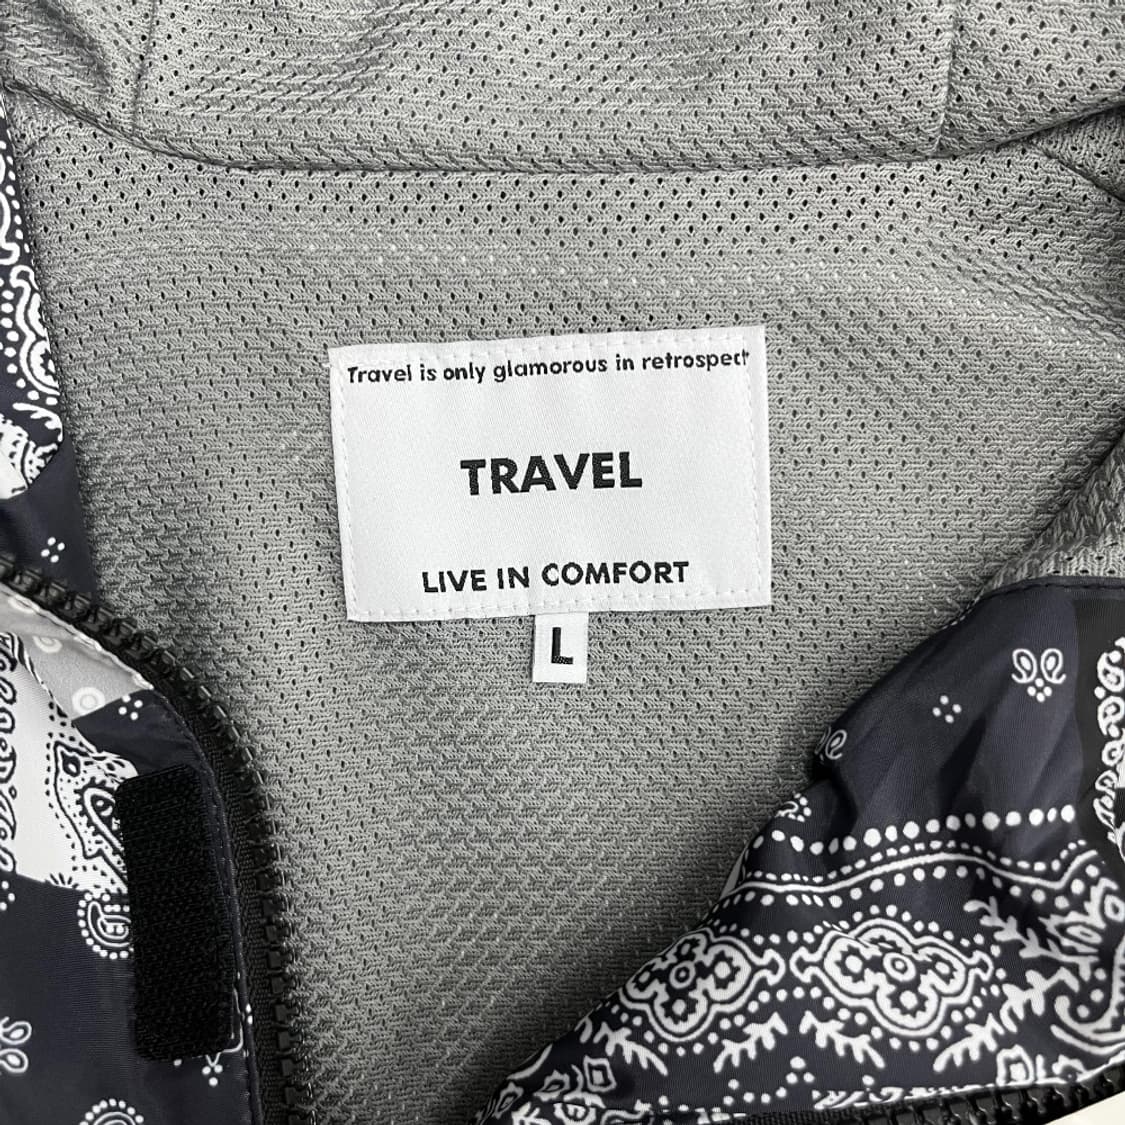 Travel is only glamorous in retrospect
TRAVEL
LIVE IN COMFORT
L